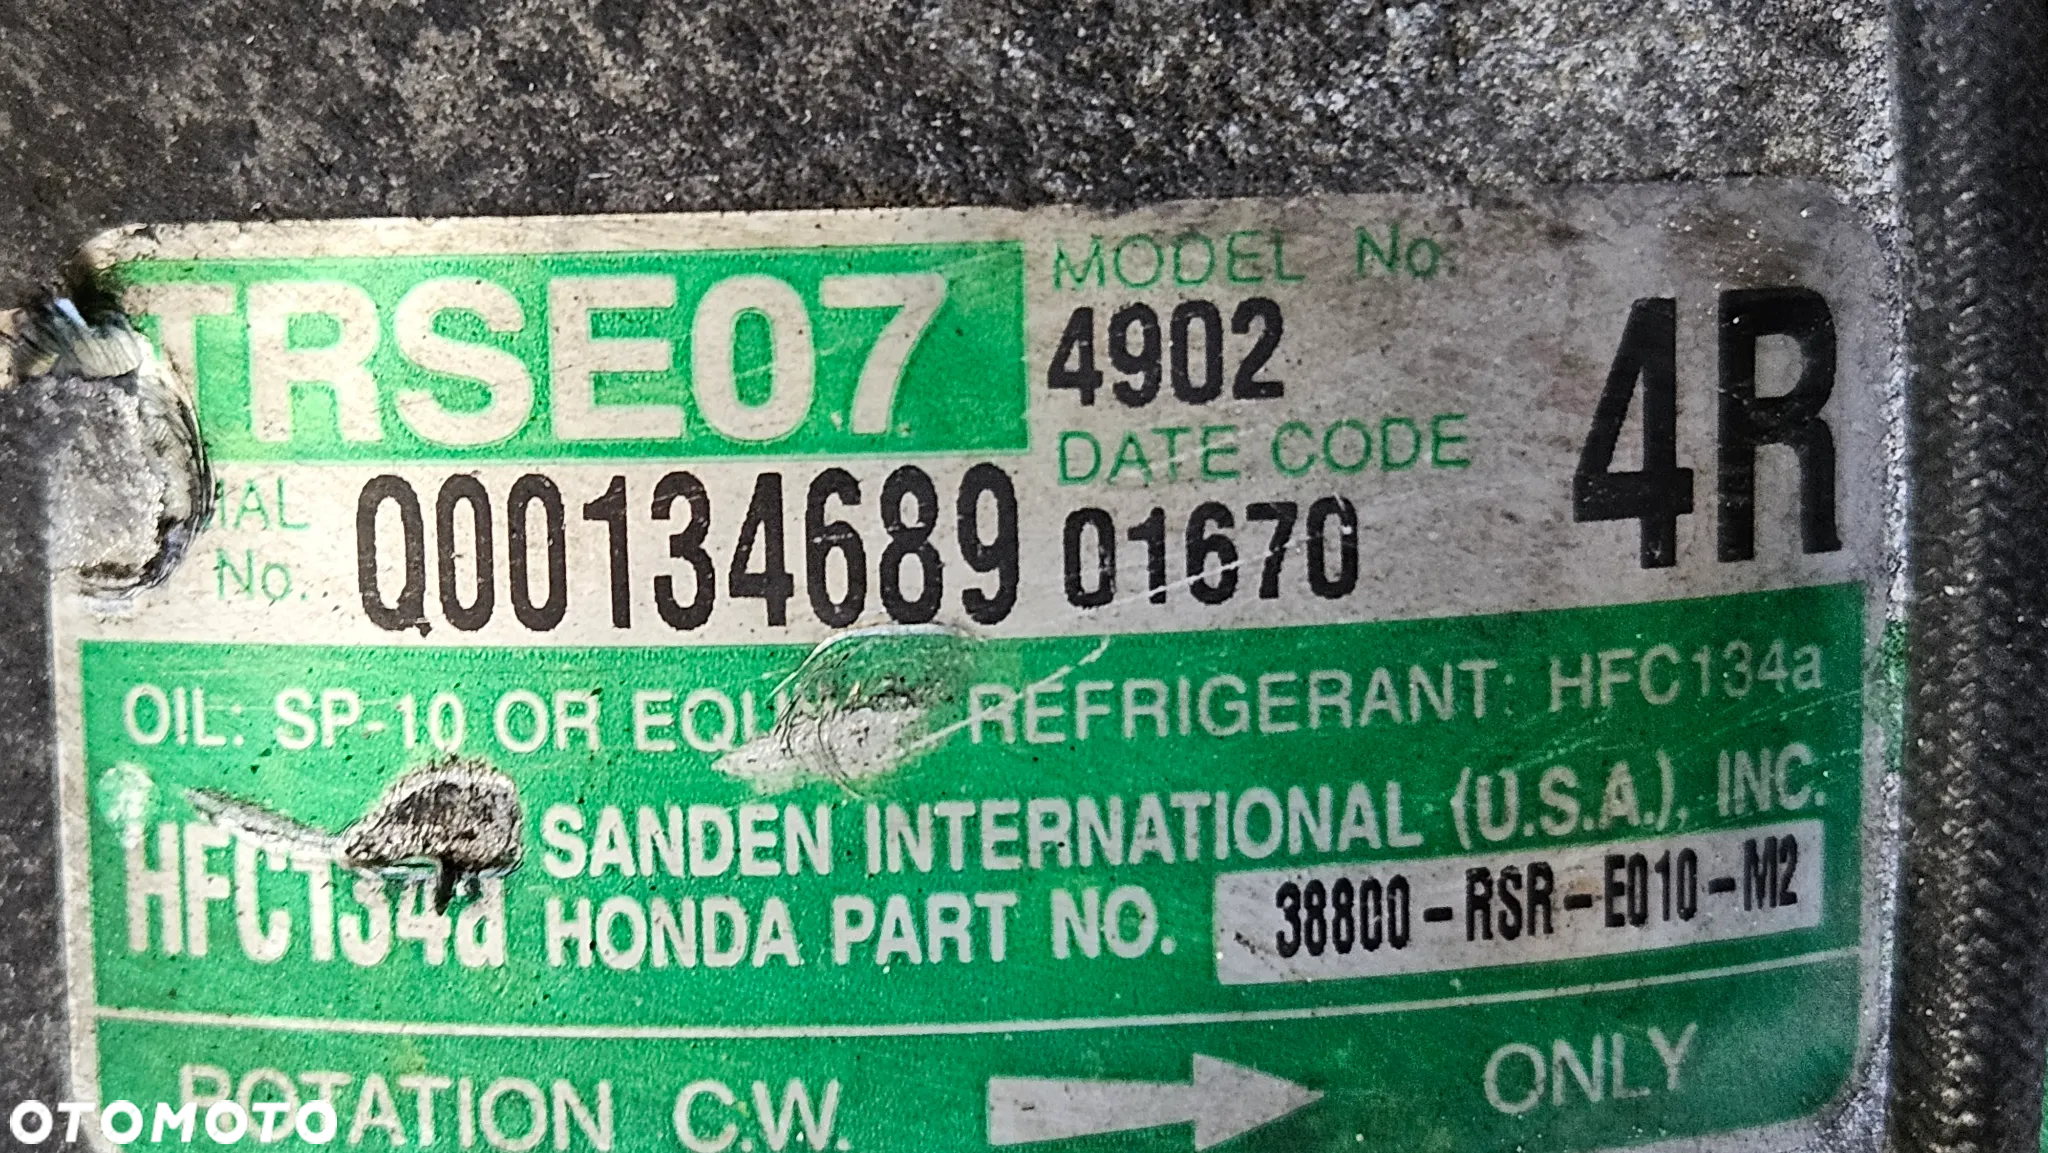 TRSE07
MODEL No.
4902
4R
DATE CODE
01670
No. Q000134689
OIL: SP-10 OR REFRIGERANT: HFC134a
HFC134a
SANDEN INTERNATIONAL (U.S.A.), INC.
HONDA PART NO. 38800-RSR-E010-M2
ROTATION C.W. ONLY
OTOMOTO